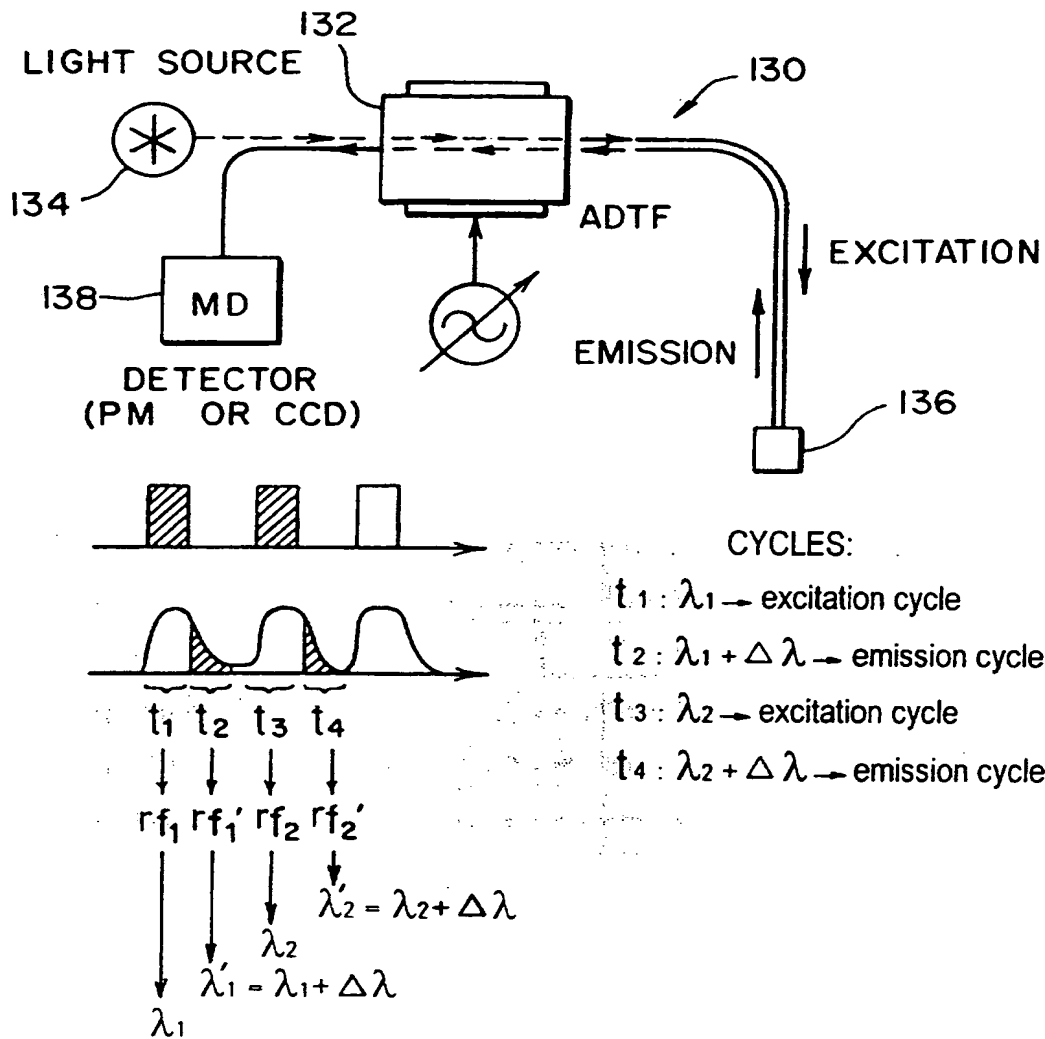 132
LIGHT SOURCE
130
134
ADTF
EXCITATION
138
MD
EMISSION
DETECTOR
(PM OR CCD)
136
CYCLES:
t1 : λ1 → excitation cycle
t2 : λ1 + Δλ → emission cycle
t3 : λ2 → excitation cycle
t4 : λ2 + Δλ → emission cycle
t1 t2 t3 t4
rf1 rf1' rf2 rf2'
λ'2 = λ2 + Δλ
λ2
λ'1 = λ1 + Δλ
λ1